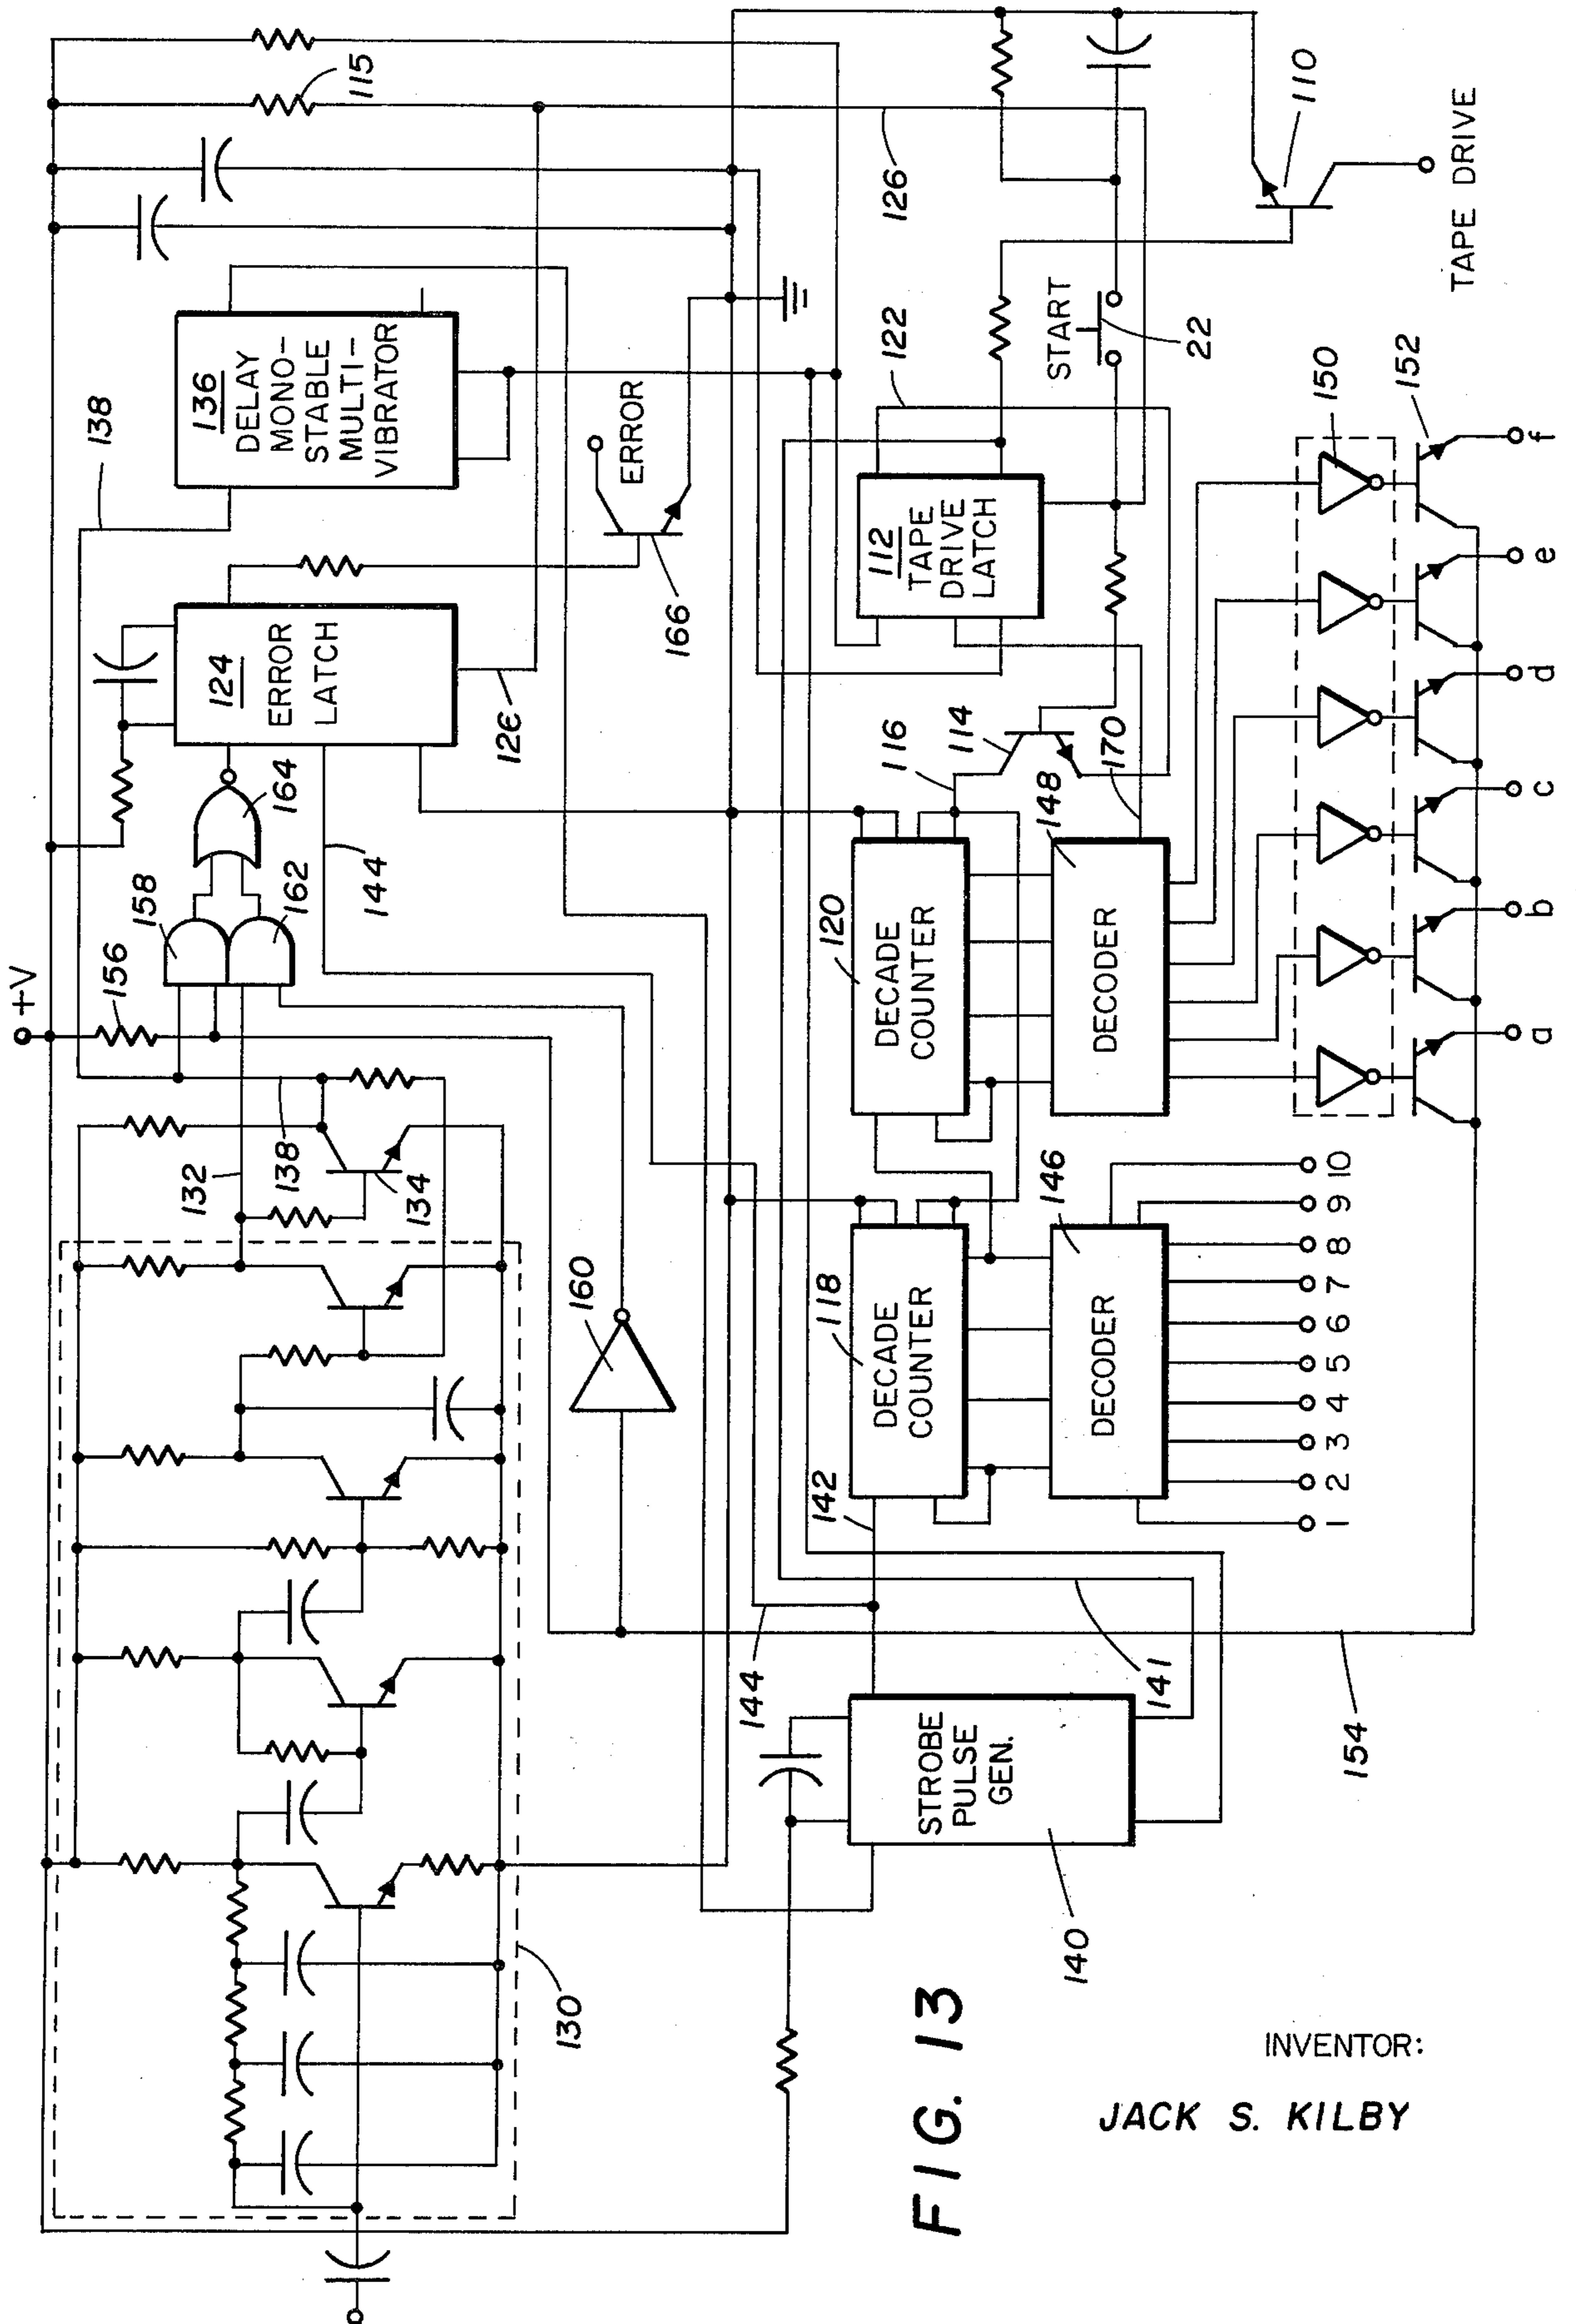 +V
156
158
164
162
144
124
ERROR
LATCH
126
138
136
DELAY
MONO-
STABLE
MULTI-
VIBRATOR
115
132
138
134
130
160
166
ERROR
126
116
114
112
TAPE
DRIVE
LATCH
122
START
22
110
TAPE DRIVE
144
142
118
DECADE
COUNTER
120
DECADE
COUNTER
146
DECODER
148
DECODER
170
150
152
STROBE
PULSE
GEN.
140
141
154
1 2 3 4 5 6 7 8 9 10
a b c d e f
FIG. 13
INVENTOR:
JACK S. KILBY